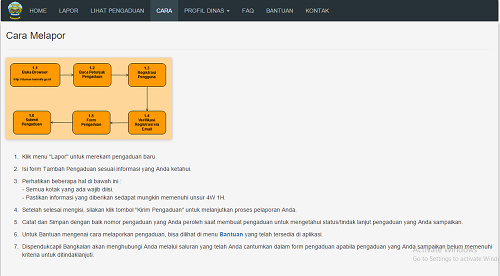 HOME LAPOR LIHAT PENGADUAN CARA PROFIL DINAS FAQ BANTUAN KONTAK
Cara Melapor
1.1
Buka Browser
1.2
Baca Petunjuk
Pengaduan
1.3
Registrasi
Pengguna
1.6
Submit
Pengaduan
1.5
Form
Pengaduan
1.4
Verifikasi
Registrasi via
Email
1. Klik menu "Lapor" untuk merekam pengaduan baru.
2. Isi form Tambah Pengaduan sesuai informasi yang Anda ketahui.
3. Perhatikan beberapa hal di bawah ini :
- Semua kotak yang ada wajib diisi.
- Pastikan informasi yang diberikan sedapat mungkin memenuhi unsur 4W 1H.
4. Setelah selesai mengisi, silakan klik tombol "Kirim Pengaduan" untuk melanjutkan proses pelaporan Anda.
5. Catat dan Simpan dengan baik nomor pengaduan yang Anda peroleh saat membuat pengaduan untuk mengetahui status/tindak lanjut pengaduan yang Anda sampaikan.
6. Untuk Bantuan mengenai cara melaporkan pengaduan, bisa dilihat di menu Bantuan yang telah tersedia di aplikasi.
7. Dispendukcapil Bangkalan akan menghubungi Anda melalui saluran yang telah Anda cantumkan dalam form pengaduan apabila pengaduan yang Anda sampaikan belum memenuhi
kriteria untuk ditindaklanjuti.
Activate Windows
Go to Settings to activate Wind